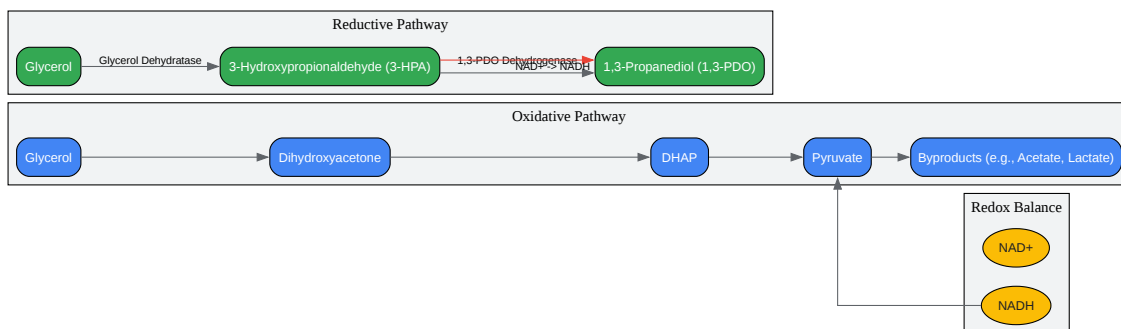 Reductive Pathway
Glycerol
Glycerol Dehydratase
3-Hydroxypropionaldehyde (3-HPA)
1,3-PDO Dehydrogenase
NAD+ -> NADH
1,3-Propanediol (1,3-PDO)
Oxidative Pathway
Glycerol
Dihydroxyacetone
DHAP
Pyruvate
Byproducts (e.g., Acetate, Lactate)
Redox Balance
NAD+
NADH